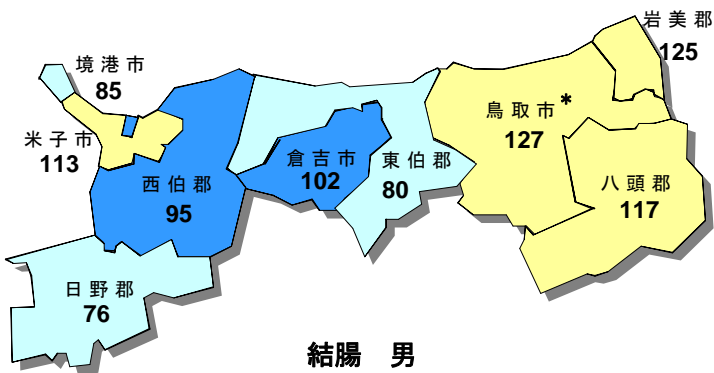 岩美郡
125
境港市
85
鳥取市*
127
米子市
113
倉吉市
102
東伯郡
80
西伯郡
95
八頭郡
117
日野郡
76
結腸　男